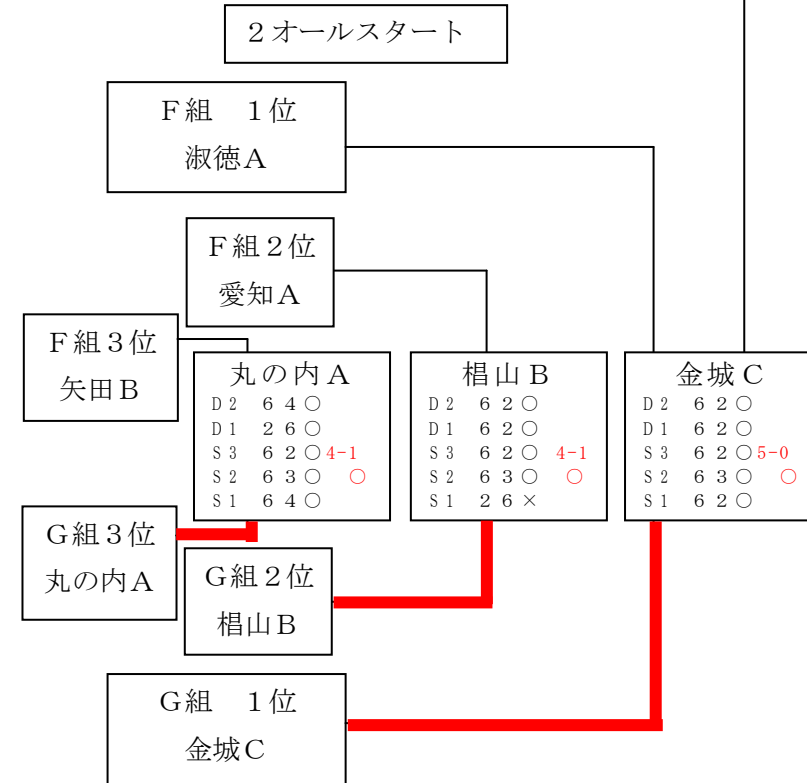 ２オールスタート
Ｆ組　１位
淑徳Ａ
Ｆ組２位
愛知Ａ
Ｆ組３位
矢田Ｂ
丸の内Ａ
Ｄ２　６４○
Ｄ１　２６○
Ｓ３　６２○ 4-1
Ｓ２　６３○ ○
Ｓ１　６４○
椙山Ｂ
Ｄ２　６２○
Ｄ１　６２○
Ｓ３　６２○ 4-1
Ｓ２　６３○ ○
Ｓ１　２６×
金城Ｃ
Ｄ２　６２○
Ｄ１　６２○
Ｓ３　６２○ 5-0
Ｓ２　６３○ ○
Ｓ１　６２○
Ｇ組３位
丸の内Ａ
Ｇ組２位
椙山Ｂ
Ｇ組　１位
金城Ｃ